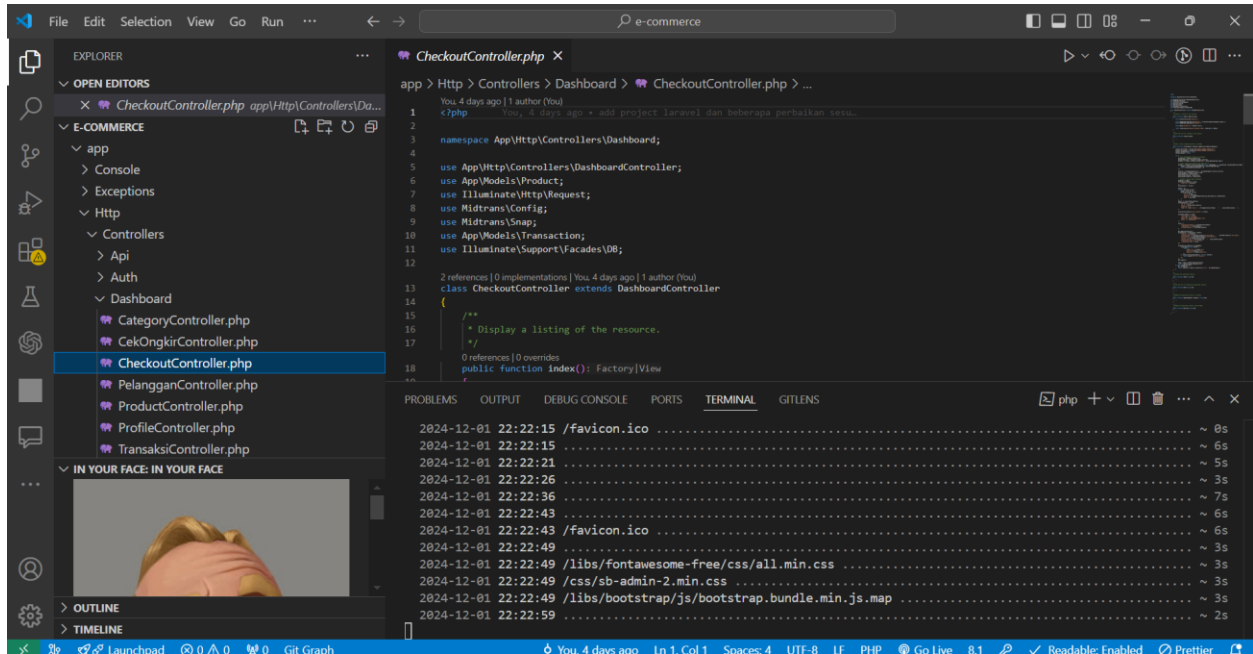 File Edit Selection View Go Run ··· e-commerce
EXPLORER ···
OPEN EDITORS
CheckoutController.php app\Http\Controllers\Da...
E-COMMERCE
app
Console
Exceptions
Http
Controllers
Api
Auth
Dashboard
CategoryController.php
CekOngkirController.php
CheckoutController.php
PelangganController.php
ProductController.php
ProfileController.php
TransaksiController.php
IN YOUR FACE: IN YOUR FACE
OUTLINE
TIMELINE
CheckoutController.php
app > Http > Controllers > Dashboard > CheckoutController.php > ...
You, 4 days ago | 1 author (You)
1 <?php You, 4 days ago • add project laravel dan beberapa perbaikan sesu…
2
3 namespace App\Http\Controllers\Dashboard;
4
5 use App\Http\Controllers\DashboardController;
6 use App\Models\Product;
7 use Illuminate\Http\Request;
8 use Midtrans\Config;
9 use Midtrans\Snap;
10 use App\Models\Transaction;
11 use Illuminate\Support\Facades\DB;
12
2 references | 0 implementations | You, 4 days ago | 1 author (You)
13 class CheckoutController extends DashboardController
14 {
15 /**
16 * Display a listing of the resource.
17 */
0 references | 0 overrides
18 public function index(): Factory|View
PROBLEMS OUTPUT DEBUG CONSOLE PORTS TERMINAL GITLENS php
2024-12-01 22:22:15 /favicon.ico ........ ~ 0s
2024-12-01 22:22:15 ........ ~ 6s
2024-12-01 22:22:21 ........ ~ 5s
2024-12-01 22:22:26 ........ ~ 3s
2024-12-01 22:22:36 ........ ~ 7s
2024-12-01 22:22:43 ........ ~ 6s
2024-12-01 22:22:43 /favicon.ico ........ ~ 6s
2024-12-01 22:22:49 ........ ~ 3s
2024-12-01 22:22:49 /libs/fontawesome-free/css/all.min.css ........ ~ 3s
2024-12-01 22:22:49 /css/sb-admin-2.min.css ........ ~ 3s
2024-12-01 22:22:49 /libs/bootstrap/js/bootstrap.bundle.min.js.map ........ ~ 3s
2024-12-01 22:22:59 ........ ~ 2s
Launchpad 0 0 0 Git Graph You, 4 days ago Ln 1, Col 1 Spaces: 4 UTF-8 LF PHP Go Live 8.1 Readable: Enabled Prettier